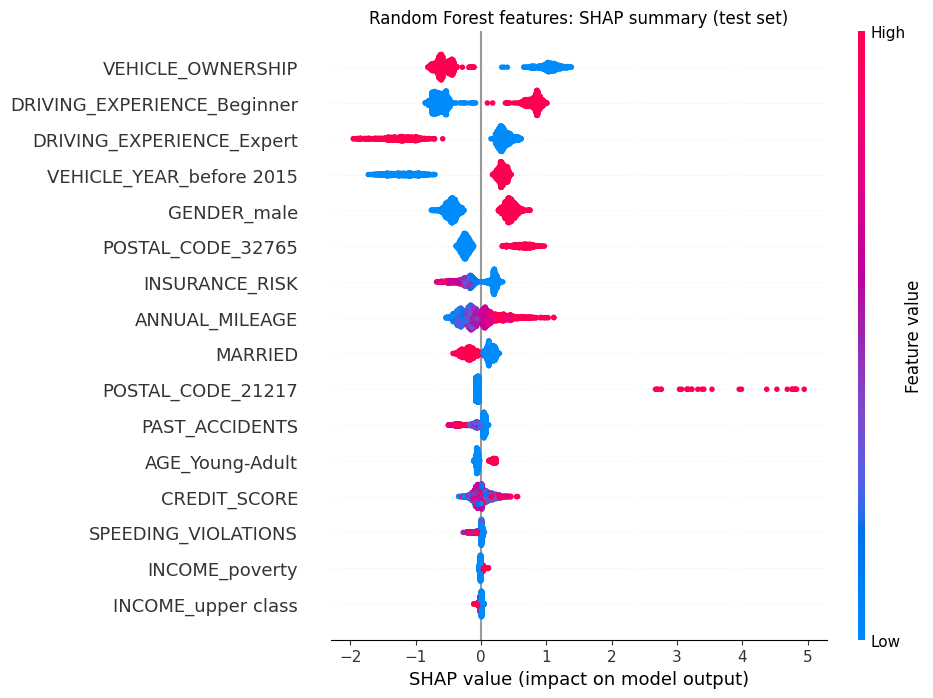 Random Forest features: SHAP summary (test set)
High
VEHICLE_OWNERSHIP
DRIVING_EXPERIENCE_Beginner
DRIVING_EXPERIENCE_Expert
VEHICLE_YEAR_before 2015
GENDER_male
POSTAL_CODE_32765
INSURANCE_RISK
ANNUAL_MILEAGE
MARRIED
POSTAL_CODE_21217
PAST_ACCIDENTS
AGE_Young-Adult
CREDIT_SCORE
SPEEDING_VIOLATIONS
INCOME_poverty
INCOME_upper class
Feature value
Low
−2 −1 0 1 2 3 4 5
SHAP value (impact on model output)